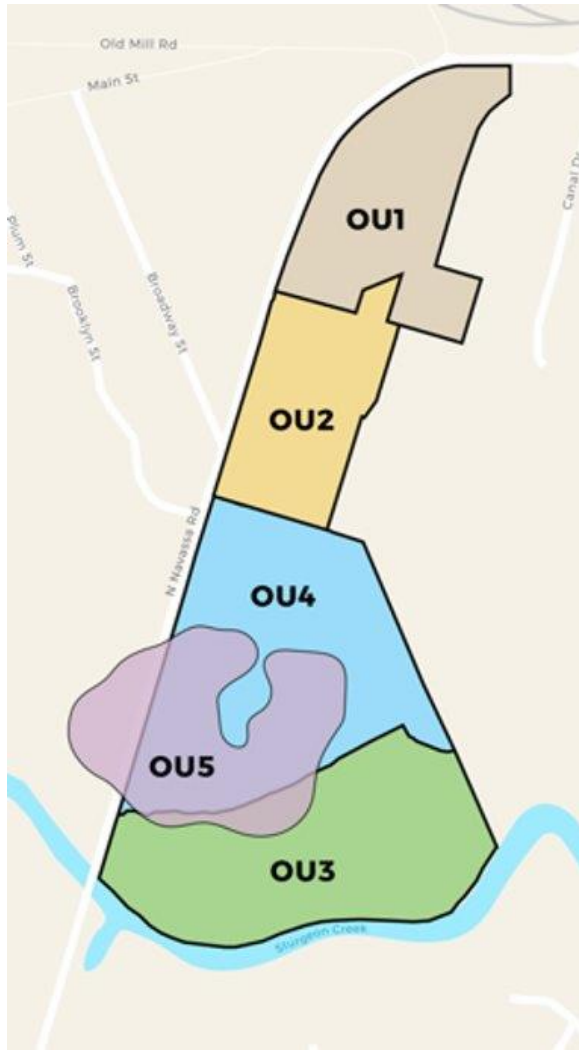 Old Mill Rd
Main St
Canal Dr
OU1
Plum St
Brooklyn St
Broadway St
OU2
N Navassa Rd
OU4
OU5
OU3
Sturgeon Creek